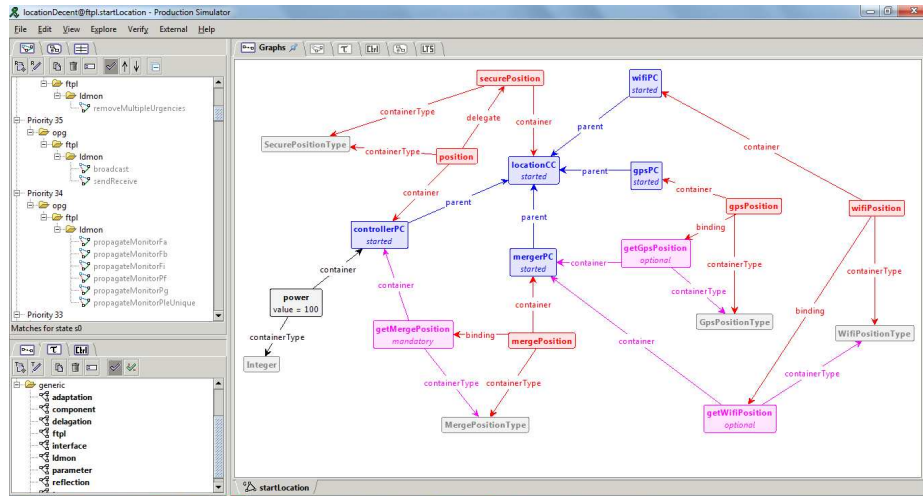 locationDecent@ftpl.startLocation - Production Simulator
File Edit View Explore Verify External Help
Graphs T Ctrl LTS
ftpl
ldmon
removeMultipleUrgencies
Priority 35
opg
ftpl
ldmon
broadcast
sendReceive
Priority 34
opg
ftpl
ldmon
propagateMonitorFa
propagateMonitorFb
propagateMonitorFi
propagateMonitorPf
propagateMonitorPg
propagateMonitorPleUnique
Priority 33
Matches for state s0
T Ctrl
generic
adaptation
component
delagation
ftpl
interface
ldmon
parameter
reflection
securePosition
wifiPC
started
containerType
delegate
container
parent
container
SecurePositionType
containerType
position
locationCC
started
parent
gpsPC
started
container
container
parent
gpsPosition
wifiPosition
controllerPC
started
parent
binding
mergerPC
started
container
getGpsPosition
optional
containerType
containerType
container
power
value = 100
container
container
containerType
binding
containerType
getMergePosition
mandatory
binding
mergePosition
GpsPositionType
WifiPositionType
container
Integer
containerType
containerType
containerType
getWifiPosition
optional
MergePositionType
startLocation